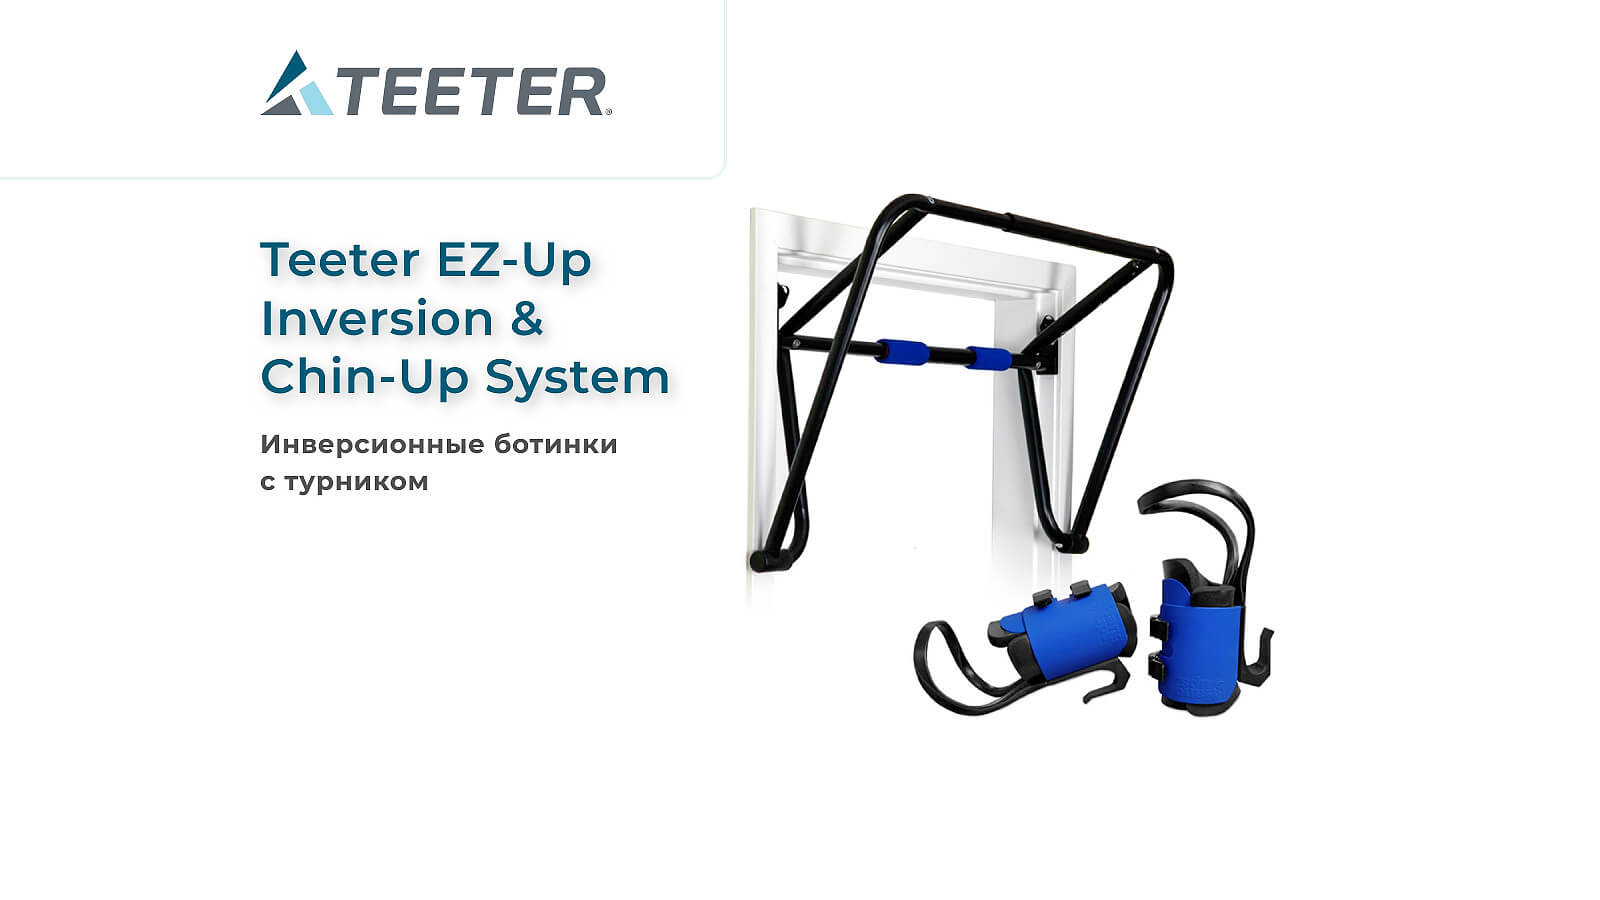 TEETER®
Teeter EZ-Up
Inversion &
Chin-Up System
Инверсионные ботинки
с турником